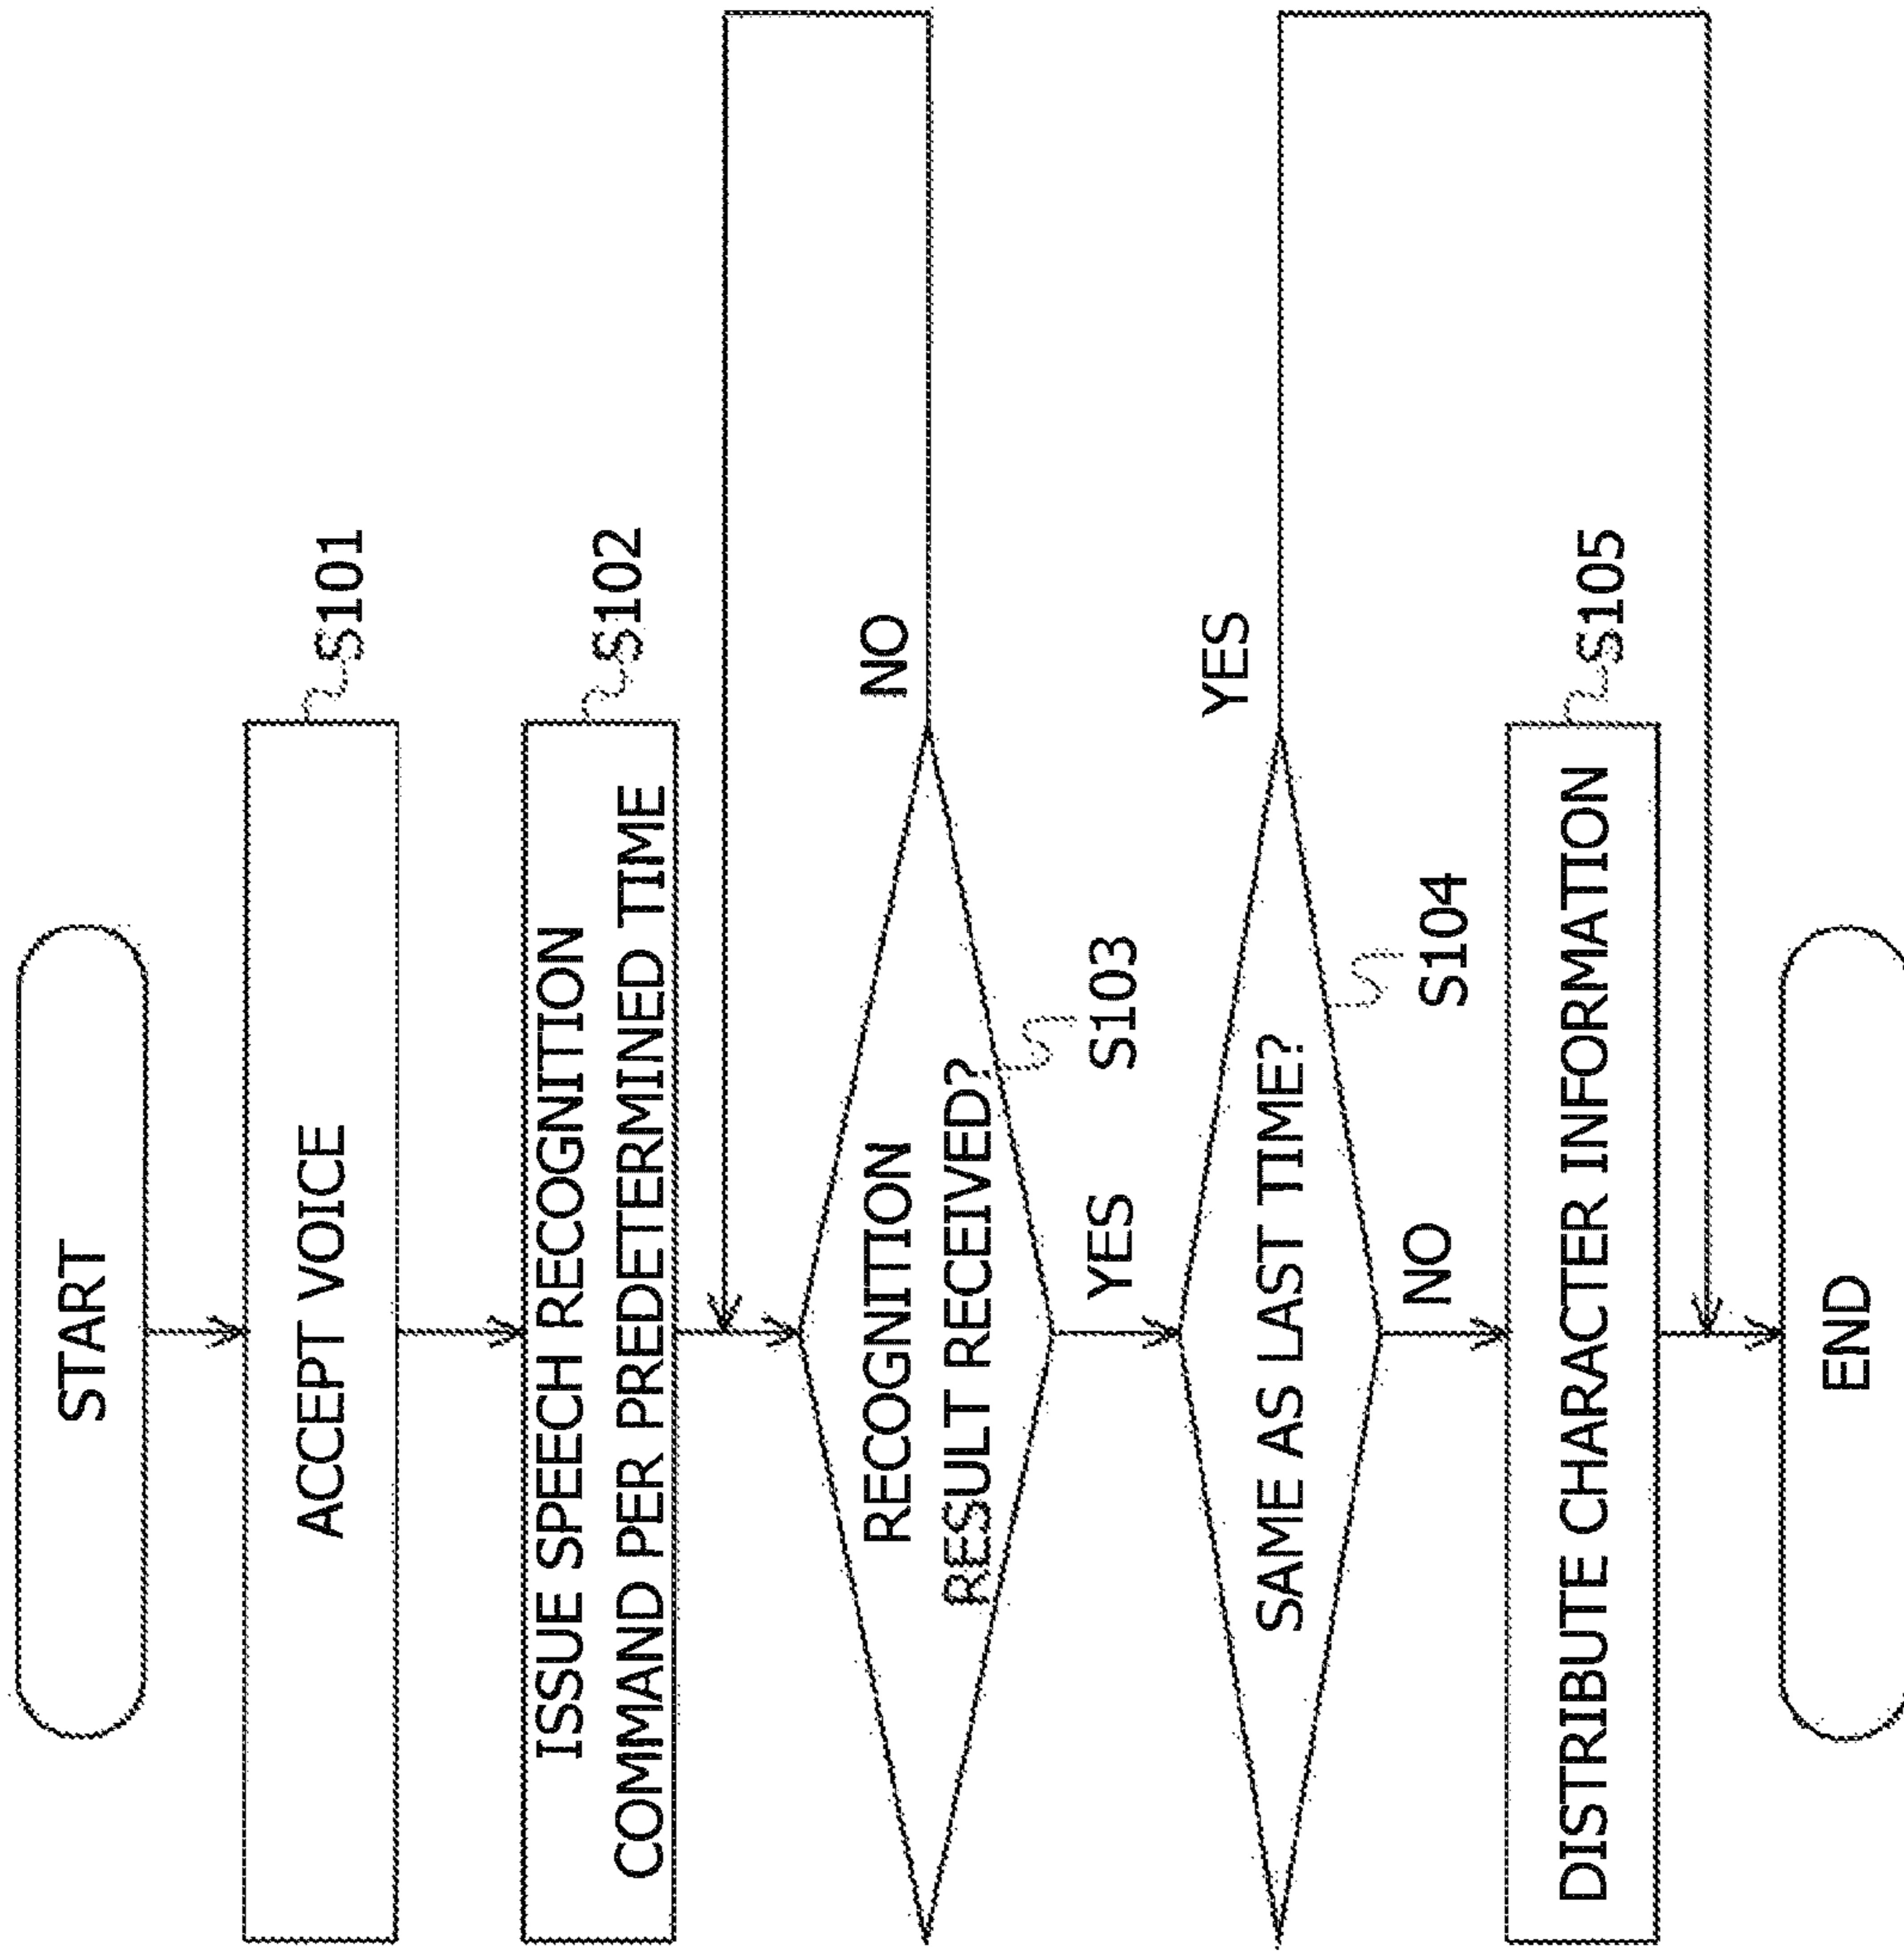 START
ACCEPT VOICE
S101
ISSUE SPEECH RECOGNITION
COMMAND PER PREDETERMINED TIME
S102
RECOGNITION
RESULT RECEIVED?
NO
S103
YES
SAME AS LAST TIME?
YES
S104
NO
DISTRIBUTE CHARACTER INFORMATION
S105
END